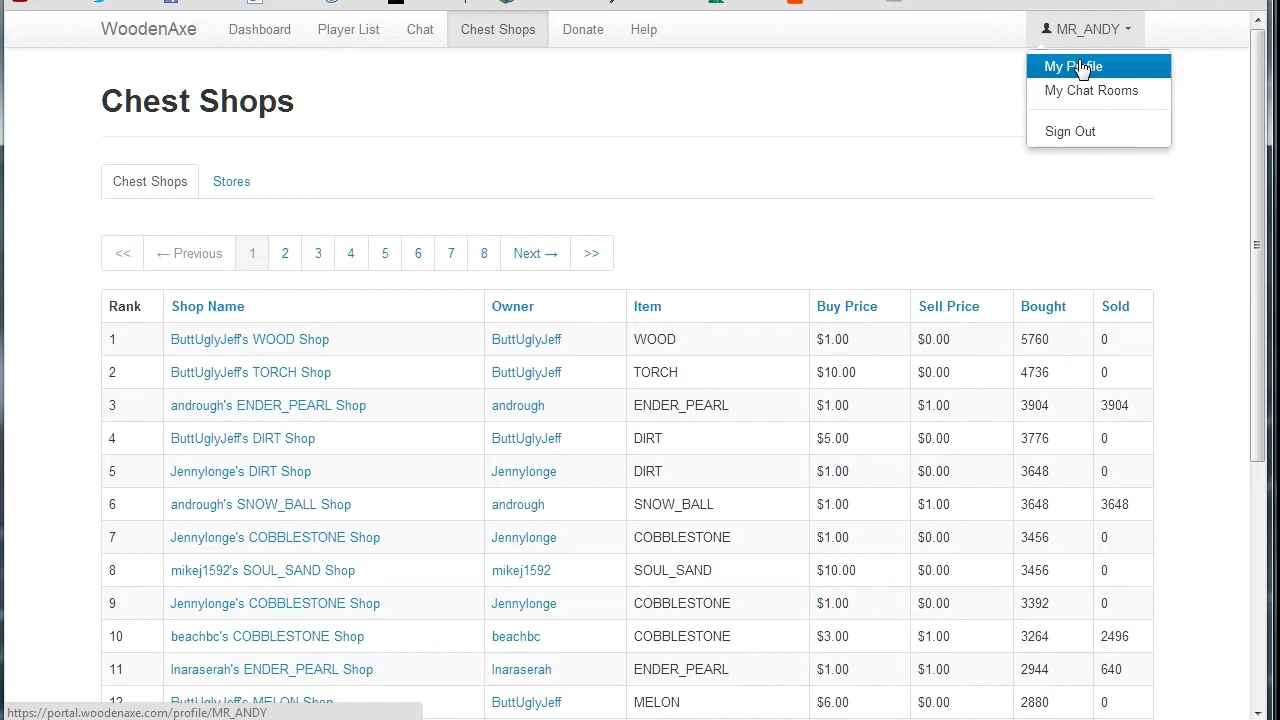 WoodenAxe Dashboard Player List Chat Chest Shops Donate Help MR_ANDY
My Profile
My Chat Rooms
Sign Out
Chest Shops
Chest Shops Stores
<< ← Previous 1 2 3 4 5 6 7 8 Next → >>
Rank Shop Name Owner Item Buy Price Sell Price Bought Sold
1 ButtUglyJeff's WOOD Shop ButtUglyJeff WOOD $1.00 $0.00 5760 0
2 ButtUglyJeff's TORCH Shop ButtUglyJeff TORCH $10.00 $0.00 4736 0
3 andrough's ENDER_PEARL Shop andrough ENDER_PEARL $1.00 $1.00 3904 3904
4 ButtUglyJeff's DIRT Shop ButtUglyJeff DIRT $5.00 $0.00 3776 0
5 Jennylonge's DIRT Shop Jennylonge DIRT $1.00 $0.00 3648 0
6 andrough's SNOW_BALL Shop andrough SNOW_BALL $1.00 $1.00 3648 3648
7 Jennylonge's COBBLESTONE Shop Jennylonge COBBLESTONE $1.00 $0.00 3456 0
8 mikej1592's SOUL_SAND Shop mikej1592 SOUL_SAND $10.00 $0.00 3456 0
9 Jennylonge's COBBLESTONE Shop Jennylonge COBBLESTONE $1.00 $0.00 3392 0
10 beachbc's COBBLESTONE Shop beachbc COBBLESTONE $3.00 $1.00 3264 2496
11 Inaraserah's ENDER_PEARL Shop Inaraserah ENDER_PEARL $1.00 $1.00 2944 640
12 ButtUglyJeff's MELON Shop ButtUglyJeff MELON $6.00 $0.00 2880 0
https://portal.woodenaxe.com/profile/MR_ANDY